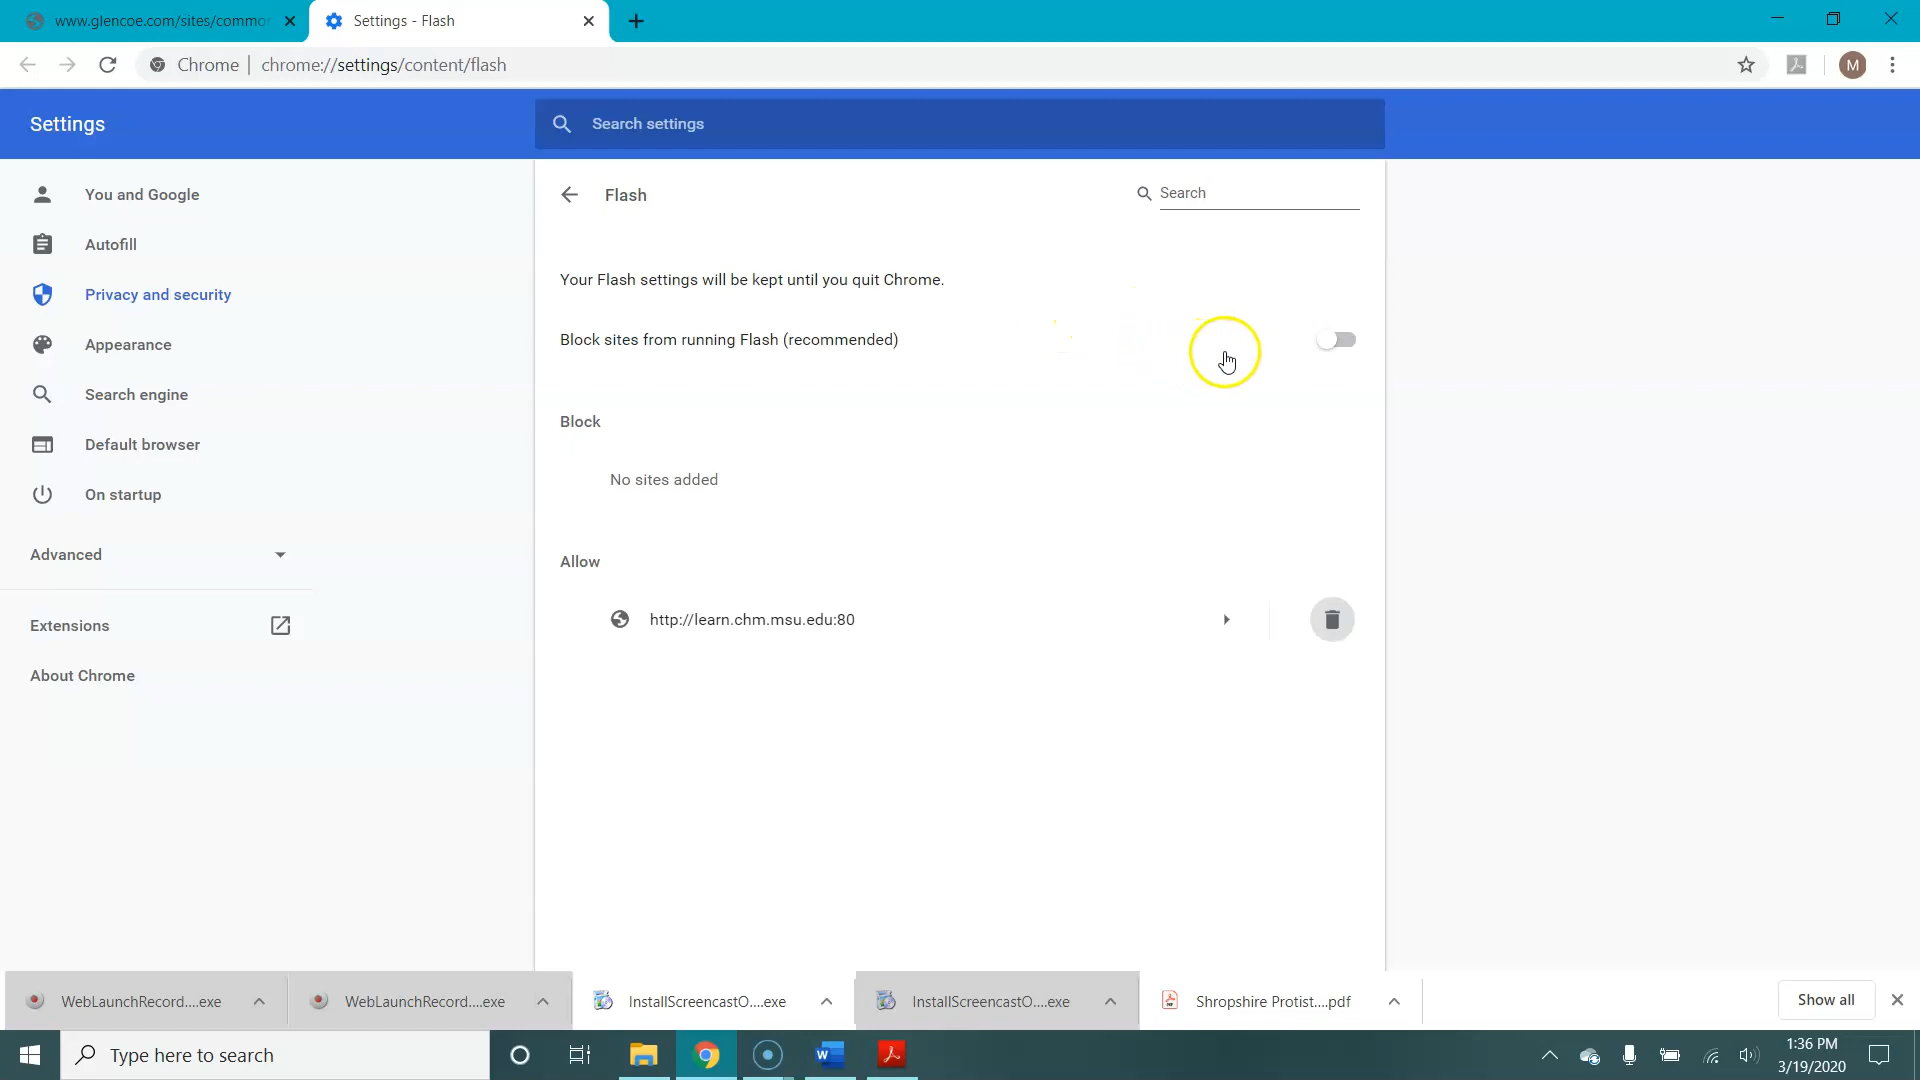 www.glencoe.com/sites/commo
Settings - Flash
Chrome | chrome://settings/content/flash
M
Settings
Search settings
You and Google
Autofill
Privacy and security
Appearance
Search engine
Default browser
On startup
Advanced
Extensions
About Chrome
Flash
Search
Your Flash settings will be kept until you quit Chrome.
Block sites from running Flash (recommended)
Block
No sites added
Allow
http://learn.chm.msu.edu:80
WebLaunchRecord....exe
WebLaunchRecord....exe
InstallScreencastO....exe
InstallScreencastO....exe
Shropshire Protist....pdf
Show all
Type here to search
1:36 PM
3/19/2020